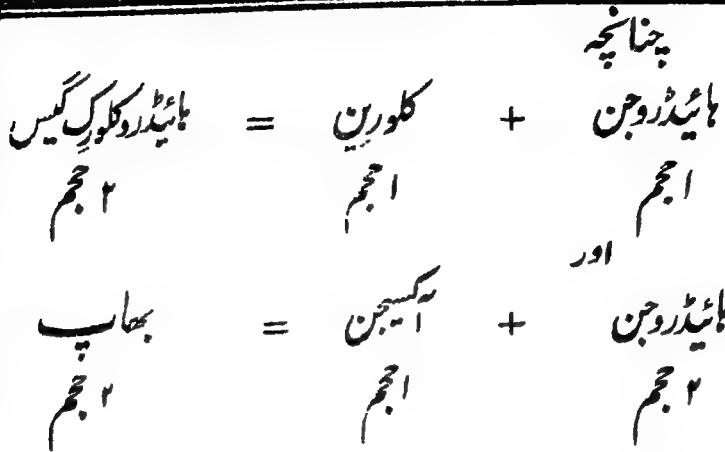 چنانچہ
ہائیڈروجن + کلورین = ہائیڈروکلورِک گیس
۱ حجم ۱ حجم ۲ حجم
اور
ہائیڈروجن + آکسیجن = بھاپ
۲ حجم ۱ حجم ۲ حجم